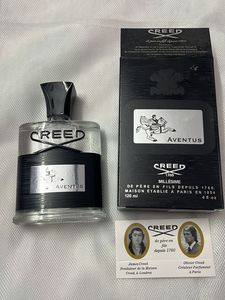 CREED
AVENTUS
CREED
AVENTUS
CREED
1760
MILLÉSIME
DE PÈRE EN FILS DEPUIS 1760.
MAISON ÉTABLIE A PARIS EN 1854
120 ml
4 fl oz
CREED
de père en
fils
depuis 1760
James Creed
Fondateur de la Maison
Creed, à Londres
Olivier Creed
Créateur Parfumeur
à Paris